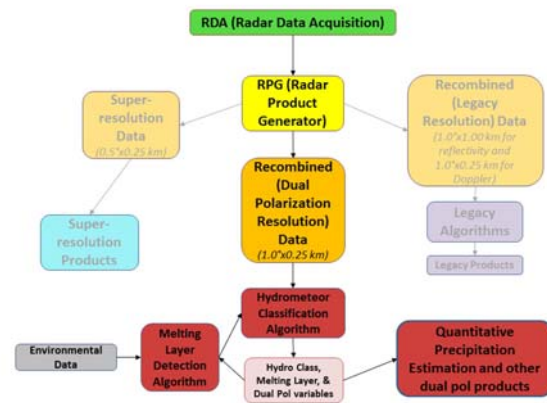 RDA (Radar Data Acquisition)
RPG (Radar
Product
Generator)
Super-
resolution
Data
(0.5°x0.25 km)
Recombined
(Legacy
Resolution) Data
(1.0°x1.00 km for
reflectivity and
1.0°x0.25 km for
Doppler)
Recombined
(Dual
Polarization
Resolution)
Data
(1.0°x0.25 km)
Super-
resolution
Products
Legacy
Algorithms
Legacy Products
Hydrometeor
Classification
Algorithm
Environmental
Data
Melting
Layer
Detection
Algorithm
Hydro Class,
Melting Layer, &
Dual Pol variables
Quantitative
Precipitation
Estimation and other
dual pol products